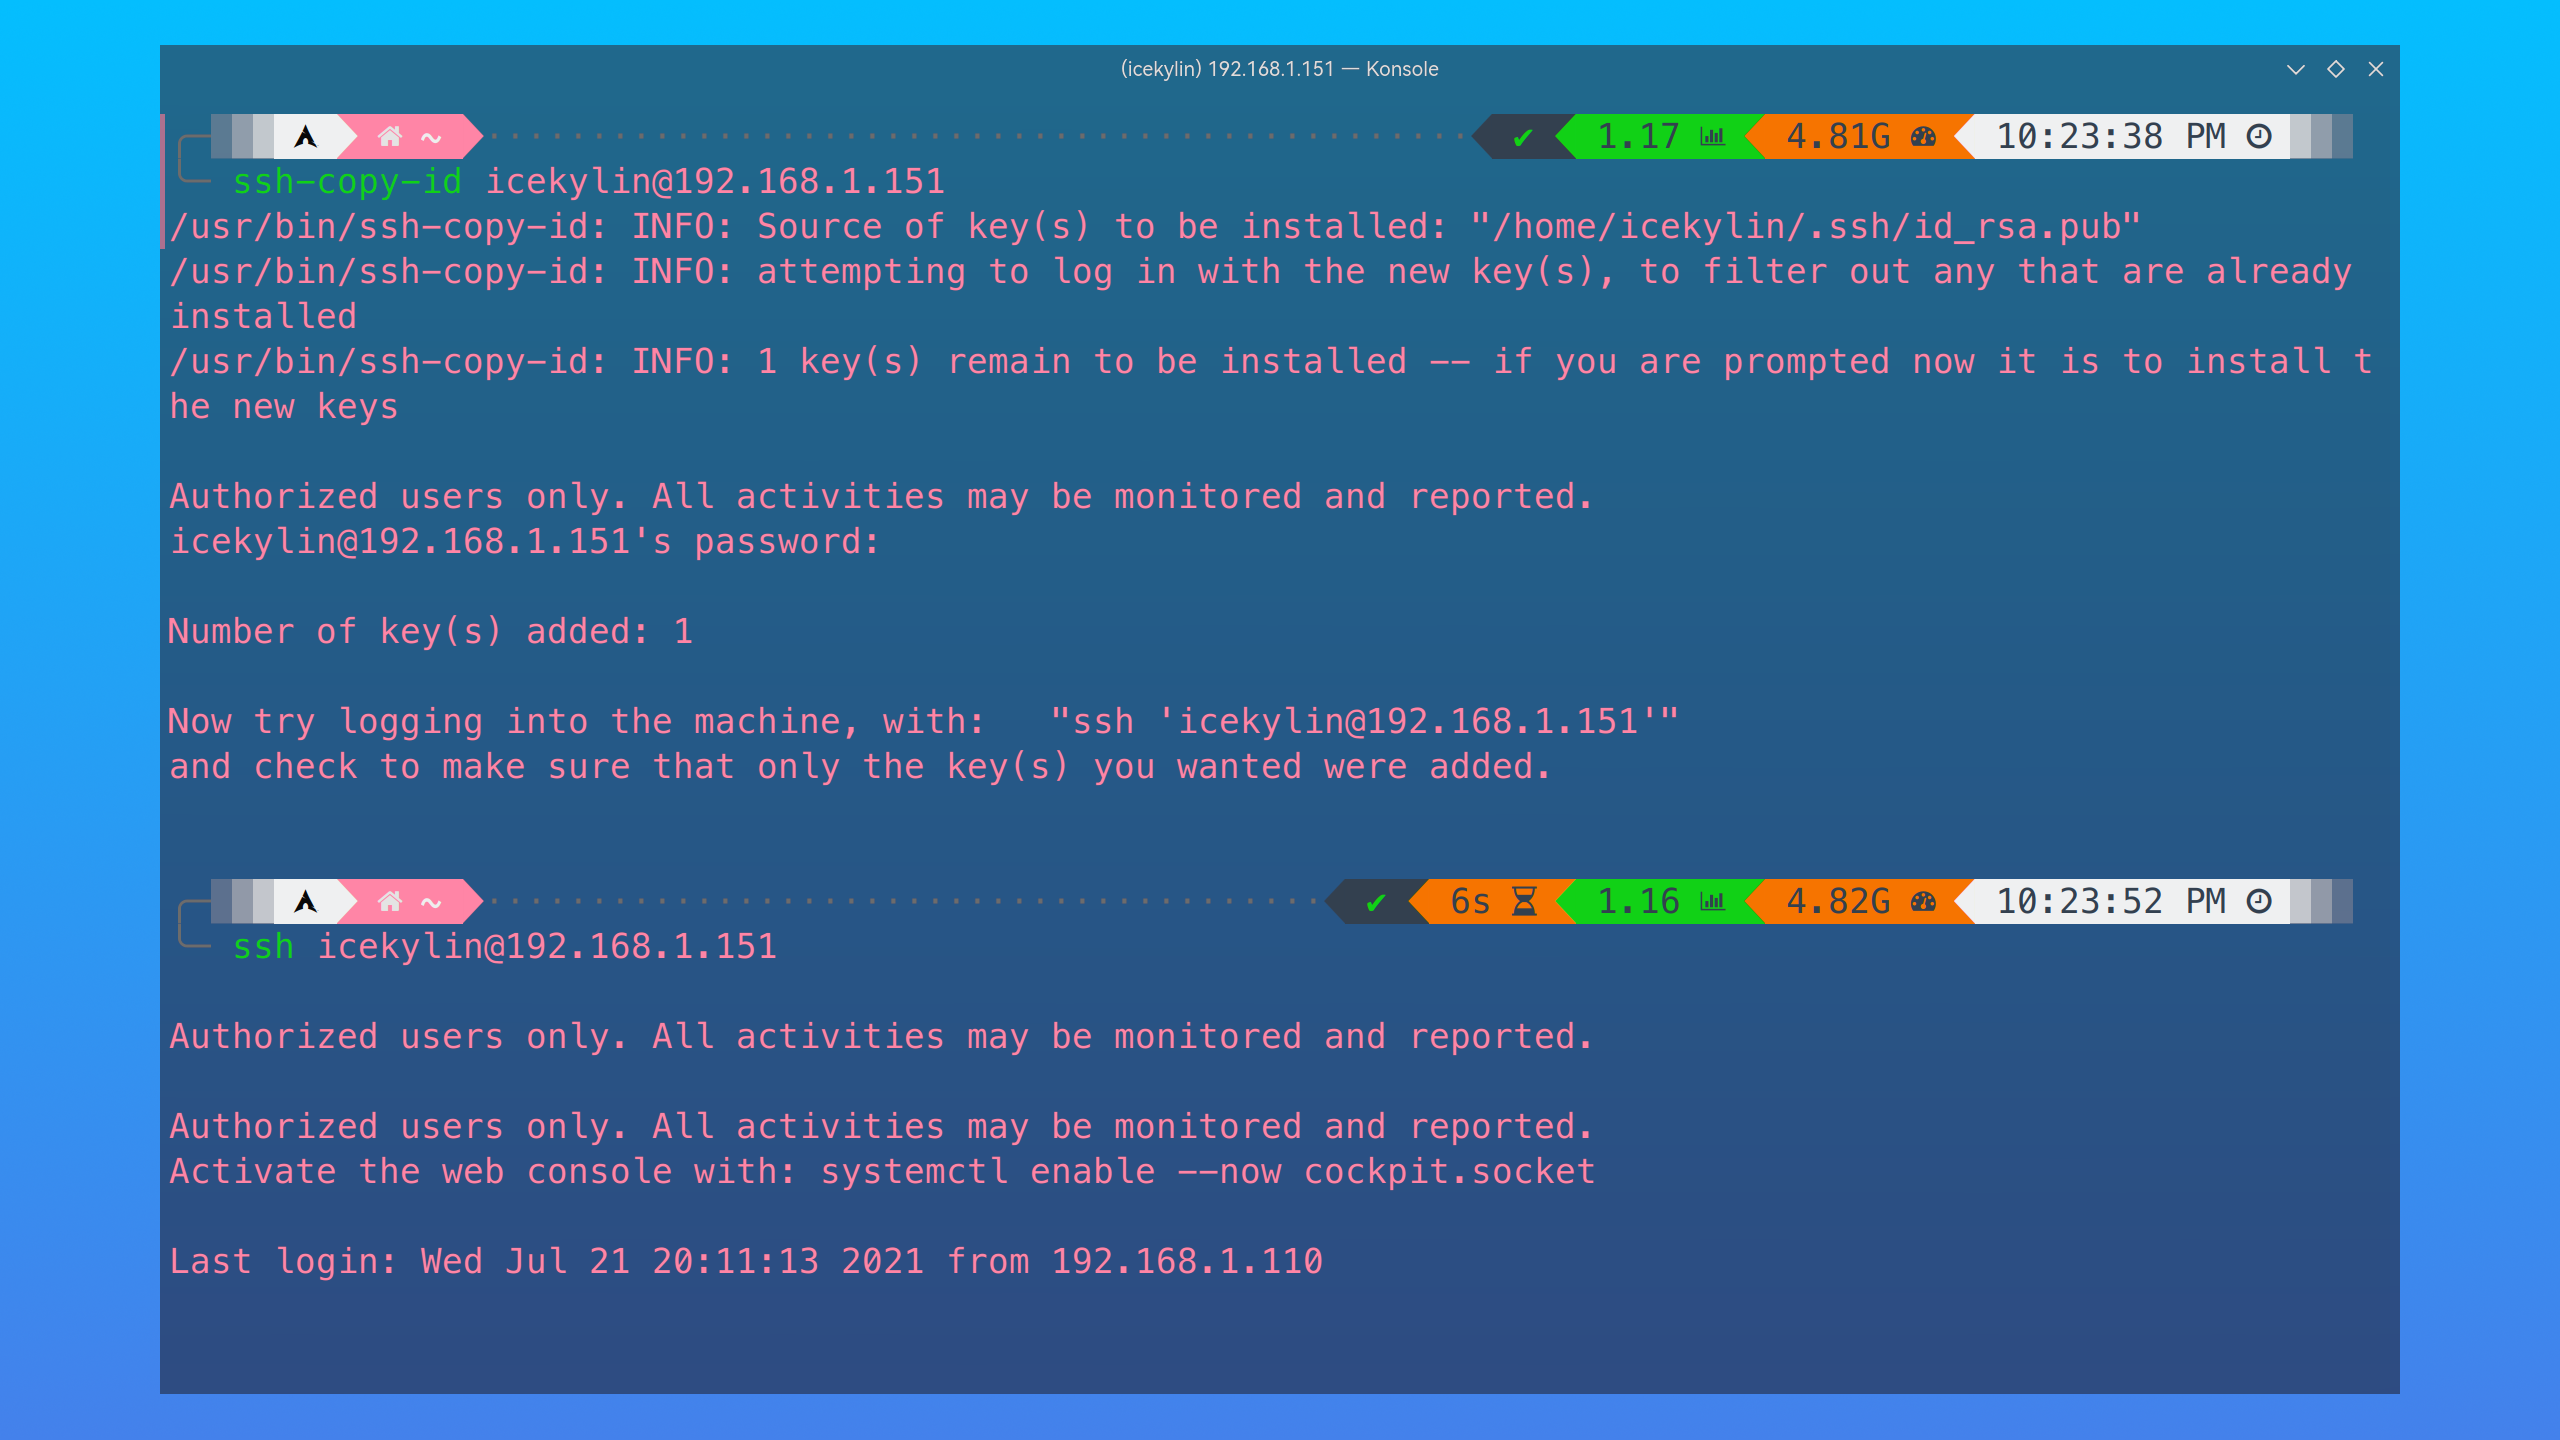 (icekylin) 192.168.1.151 — Konsole
~ ✔ 1.17 4.81G 10:23:38 PM
ssh-copy-id icekylin@192.168.1.151
/usr/bin/ssh-copy-id: INFO: Source of key(s) to be installed: "/home/icekylin/.ssh/id_rsa.pub"
/usr/bin/ssh-copy-id: INFO: attempting to log in with the new key(s), to filter out any that are already
installed
/usr/bin/ssh-copy-id: INFO: 1 key(s) remain to be installed -- if you are prompted now it is to install t
he new keys
Authorized users only. All activities may be monitored and reported.
icekylin@192.168.1.151's password:
Number of key(s) added: 1
Now try logging into the machine, with:   "ssh 'icekylin@192.168.1.151'"
and check to make sure that only the key(s) you wanted were added.
~ ✔ 6s 1.16 4.82G 10:23:52 PM
ssh icekylin@192.168.1.151
Authorized users only. All activities may be monitored and reported.
Authorized users only. All activities may be monitored and reported.
Activate the web console with: systemctl enable --now cockpit.socket
Last login: Wed Jul 21 20:11:13 2021 from 192.168.1.110